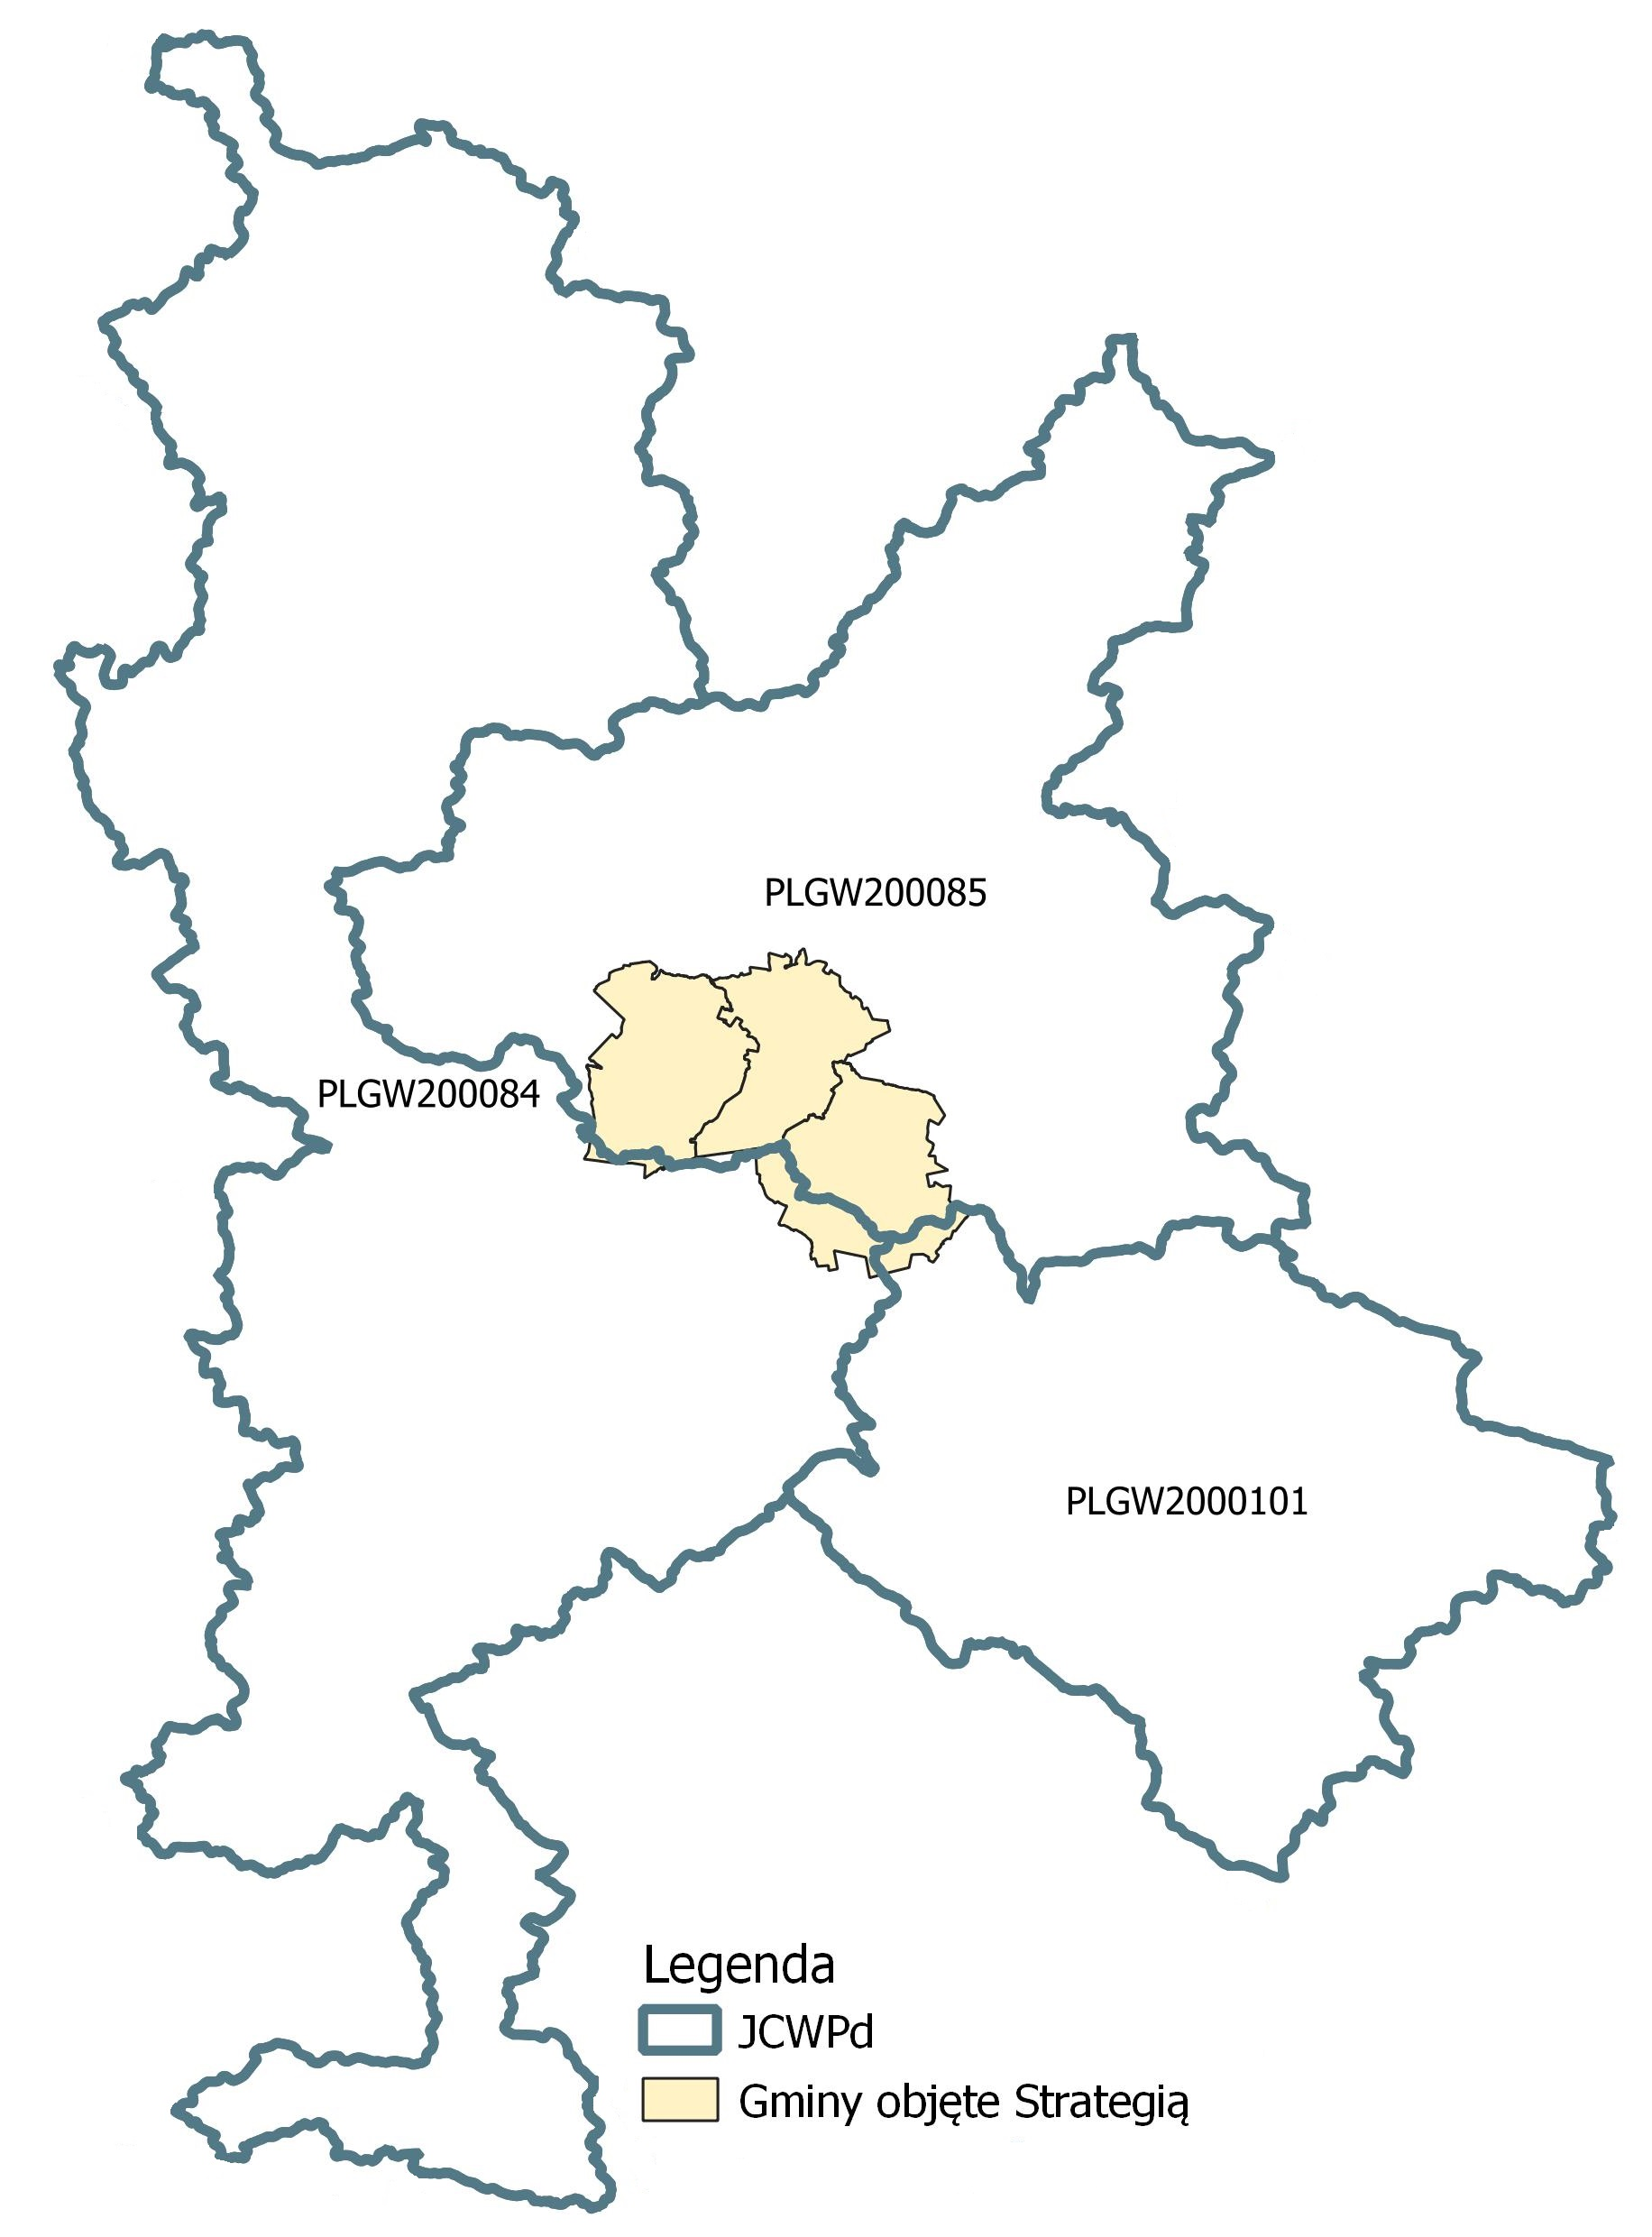 PLGW200085
PLGW200084
PLGW2000101
Legenda
JCWPd
Gminy objęte Strategią